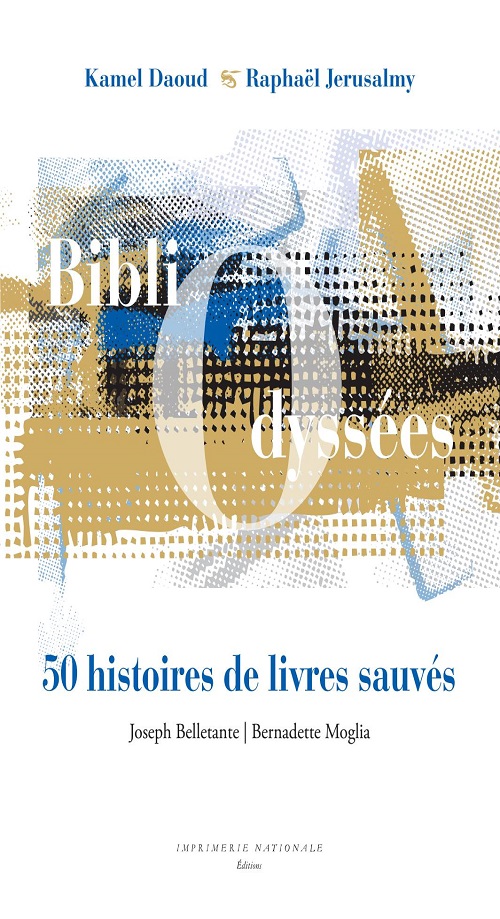 Kamel Daoud Raphaël Jerusalmy
Bibli
O
dyssées
50 histoires de livres sauvés
Joseph Belletante | Bernadette Moglia
IMPRIMERIE NATIONALE
Éditions